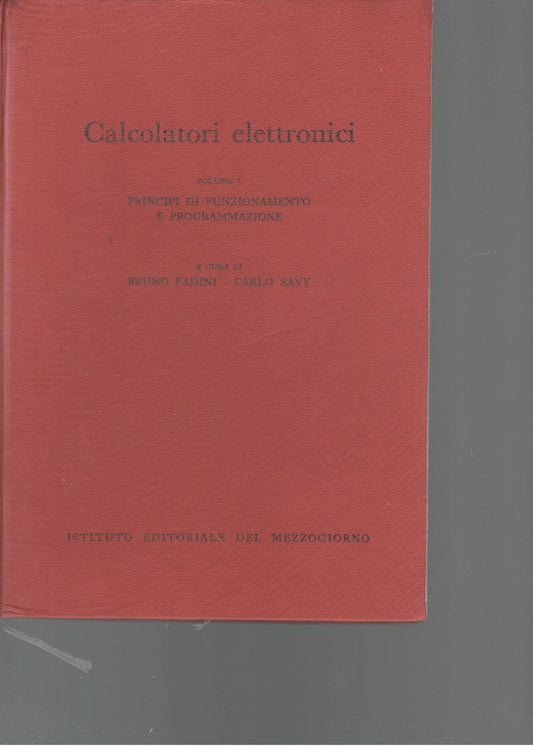 Calcolatori elettronici
VOLUME I
PRINCIPI DI FUNZIONAMENTO
E PROGRAMMAZIONE
A CURA DI
BRUNO FADINI - CARLO SAVY
ISTITUTO EDITORIALE DEL MEZZOGIORNO